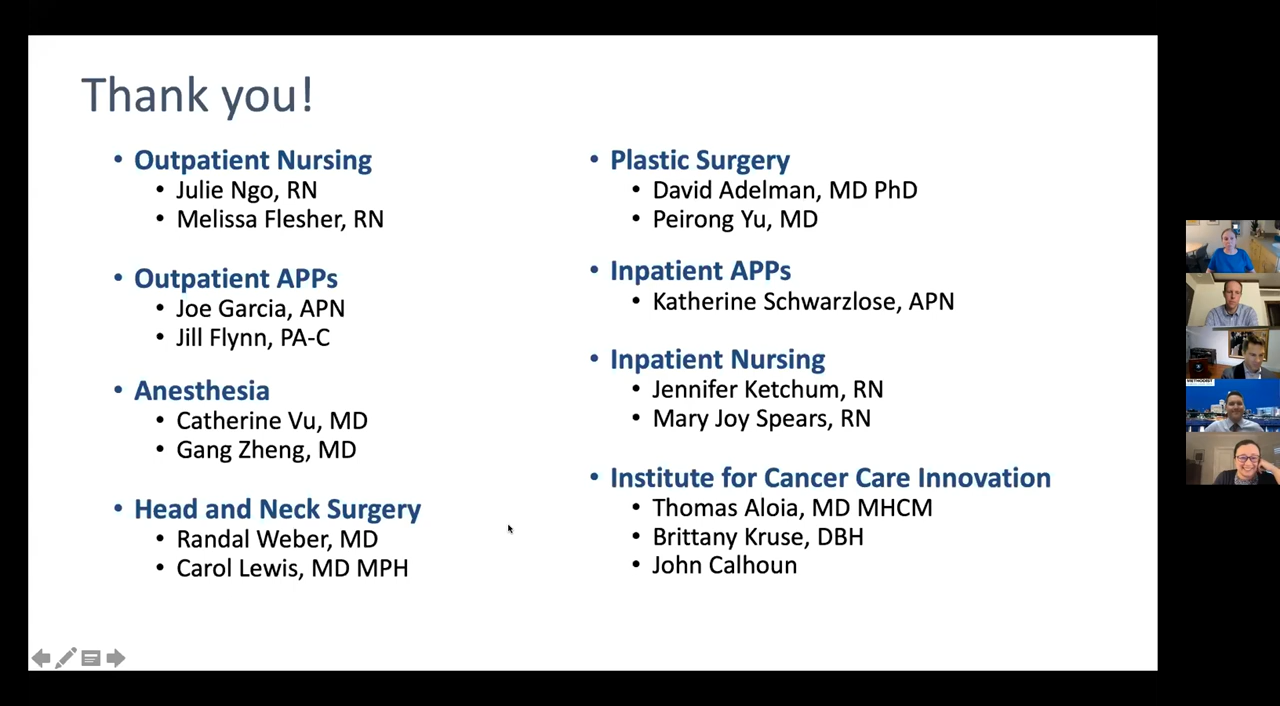 Thank you!
• Outpatient Nursing
• Julie Ngo, RN
• Melissa Flesher, RN
• Outpatient APPs
• Joe Garcia, APN
• Jill Flynn, PA-C
• Anesthesia
• Catherine Vu, MD
• Gang Zheng, MD
• Head and Neck Surgery
• Randal Weber, MD
• Carol Lewis, MD MPH
• Plastic Surgery
• David Adelman, MD PhD
• Peirong Yu, MD
• Inpatient APPs
• Katherine Schwarzlose, APN
• Inpatient Nursing
• Jennifer Ketchum, RN
• Mary Joy Spears, RN
• Institute for Cancer Care Innovation
• Thomas Aloia, MD MHCM
• Brittany Kruse, DBH
• John Calhoun
METHODIST